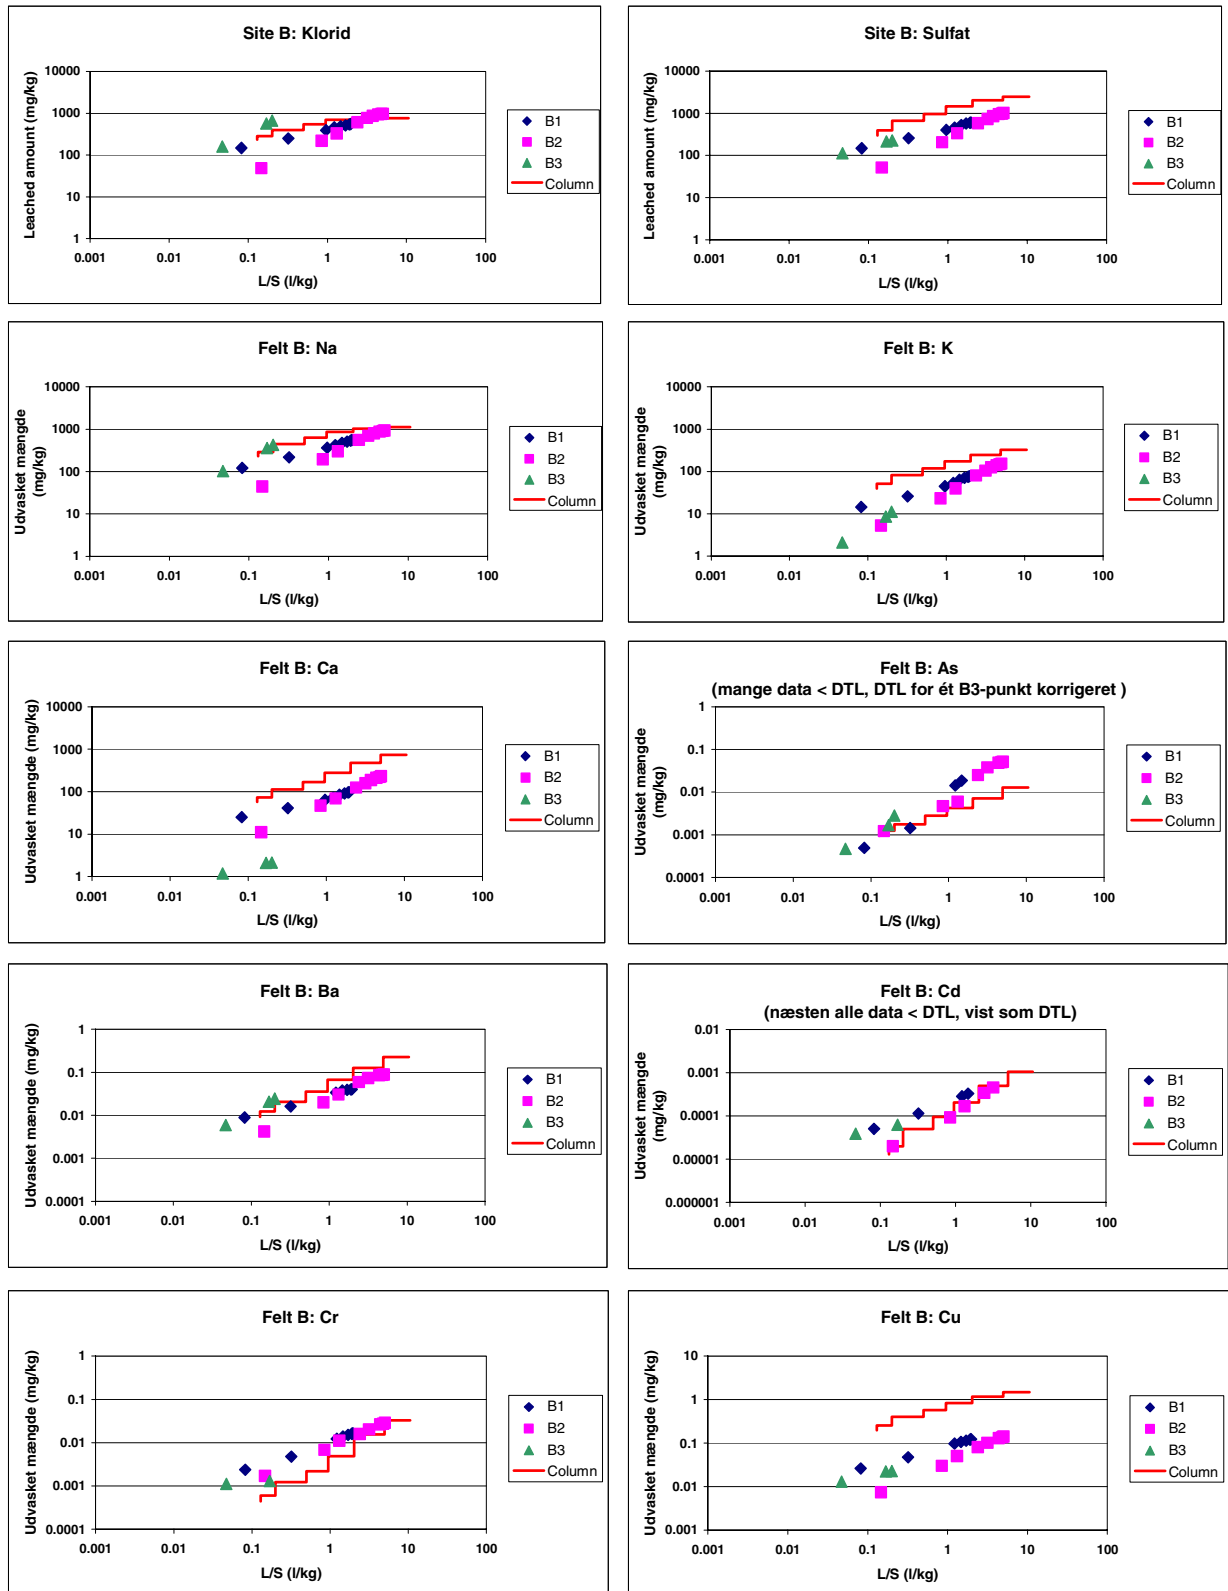 Site B: Klorid
Leached amount (mg/kg)
10000
1000
100
10
1
0.001
0.01
0.1
1
10
100
L/S (l/kg)
B1
B2
B3
Column
Site B: Sulfat
Leached amount (mg/kg)
10000
1000
100
10
1
0.001
0.01
0.1
1
10
100
L/S (l/kg)
B1
B2
B3
Column
Felt B: Na
Udvasket mængde
(mg/kg)
10000
1000
100
10
1
0.001
0.01
0.1
1
10
100
L/S (l/kg)
B1
B2
B3
Column
Felt B: K
Udvasket mængde
(mg/kg)
10000
1000
100
10
1
0.001
0.01
0.1
1
10
100
L/S (l/kg)
B1
B2
B3
Column
Felt B: Ca
Udvasket mængde (mg/kg)
10000
1000
100
10
1
0.001
0.01
0.1
1
10
100
L/S (l/kg)
B1
B2
B3
Column
Felt B: As
(mange data < DTL, DTL for ét B3-punkt korrigeret )
Udvasket mængde
(mg/kg)
1
0.1
0.01
0.001
0.0001
0.001
0.01
0.1
1
10
100
L/S (l/kg)
B1
B2
B3
Column
Felt B: Ba
Udvasket mængde (mg/kg)
1
0.1
0.01
0.001
0.0001
0.001
0.01
0.1
1
10
100
L/S (l/kg)
B1
B2
B3
Column
Felt B: Cd
(næsten alle data < DTL, vist som DTL)
Udvasket mængde
(mg/kg)
0.01
0.001
0.0001
0.00001
0.000001
0.001
0.01
0.1
1
10
100
L/S (l/kg)
B1
B2
B3
Column
Felt B: Cr
Udvasket mængde (mg/kg)
1
0.1
0.01
0.001
0.0001
0.001
0.01
0.1
1
10
100
L/S (l/kg)
B1
B2
B3
Column
Felt B: Cu
Udvasket mængde (mg/kg)
10
1
0.1
0.01
0.001
0.001
0.01
0.1
1
10
100
L/S (l/kg)
B1
B2
B3
Column